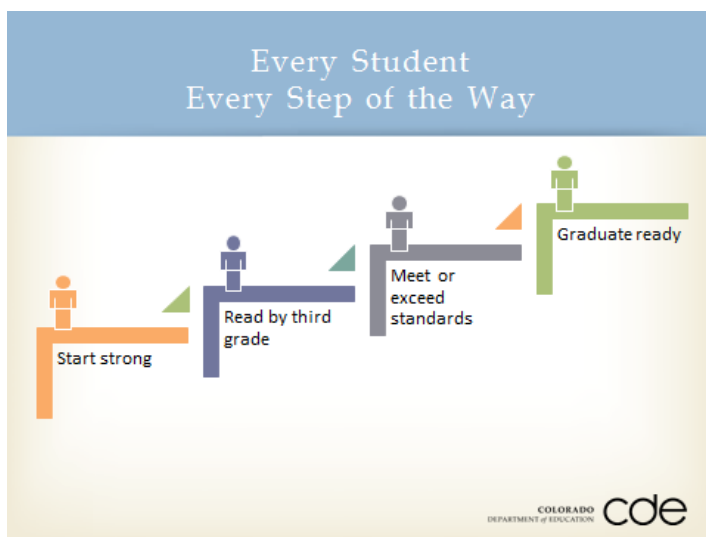 Every Student
Every Step of the Way
Start strong
Read by third
grade
Meet or
exceed
standards
Graduate ready
COLORADO
DEPARTMENT of EDUCATION
cde